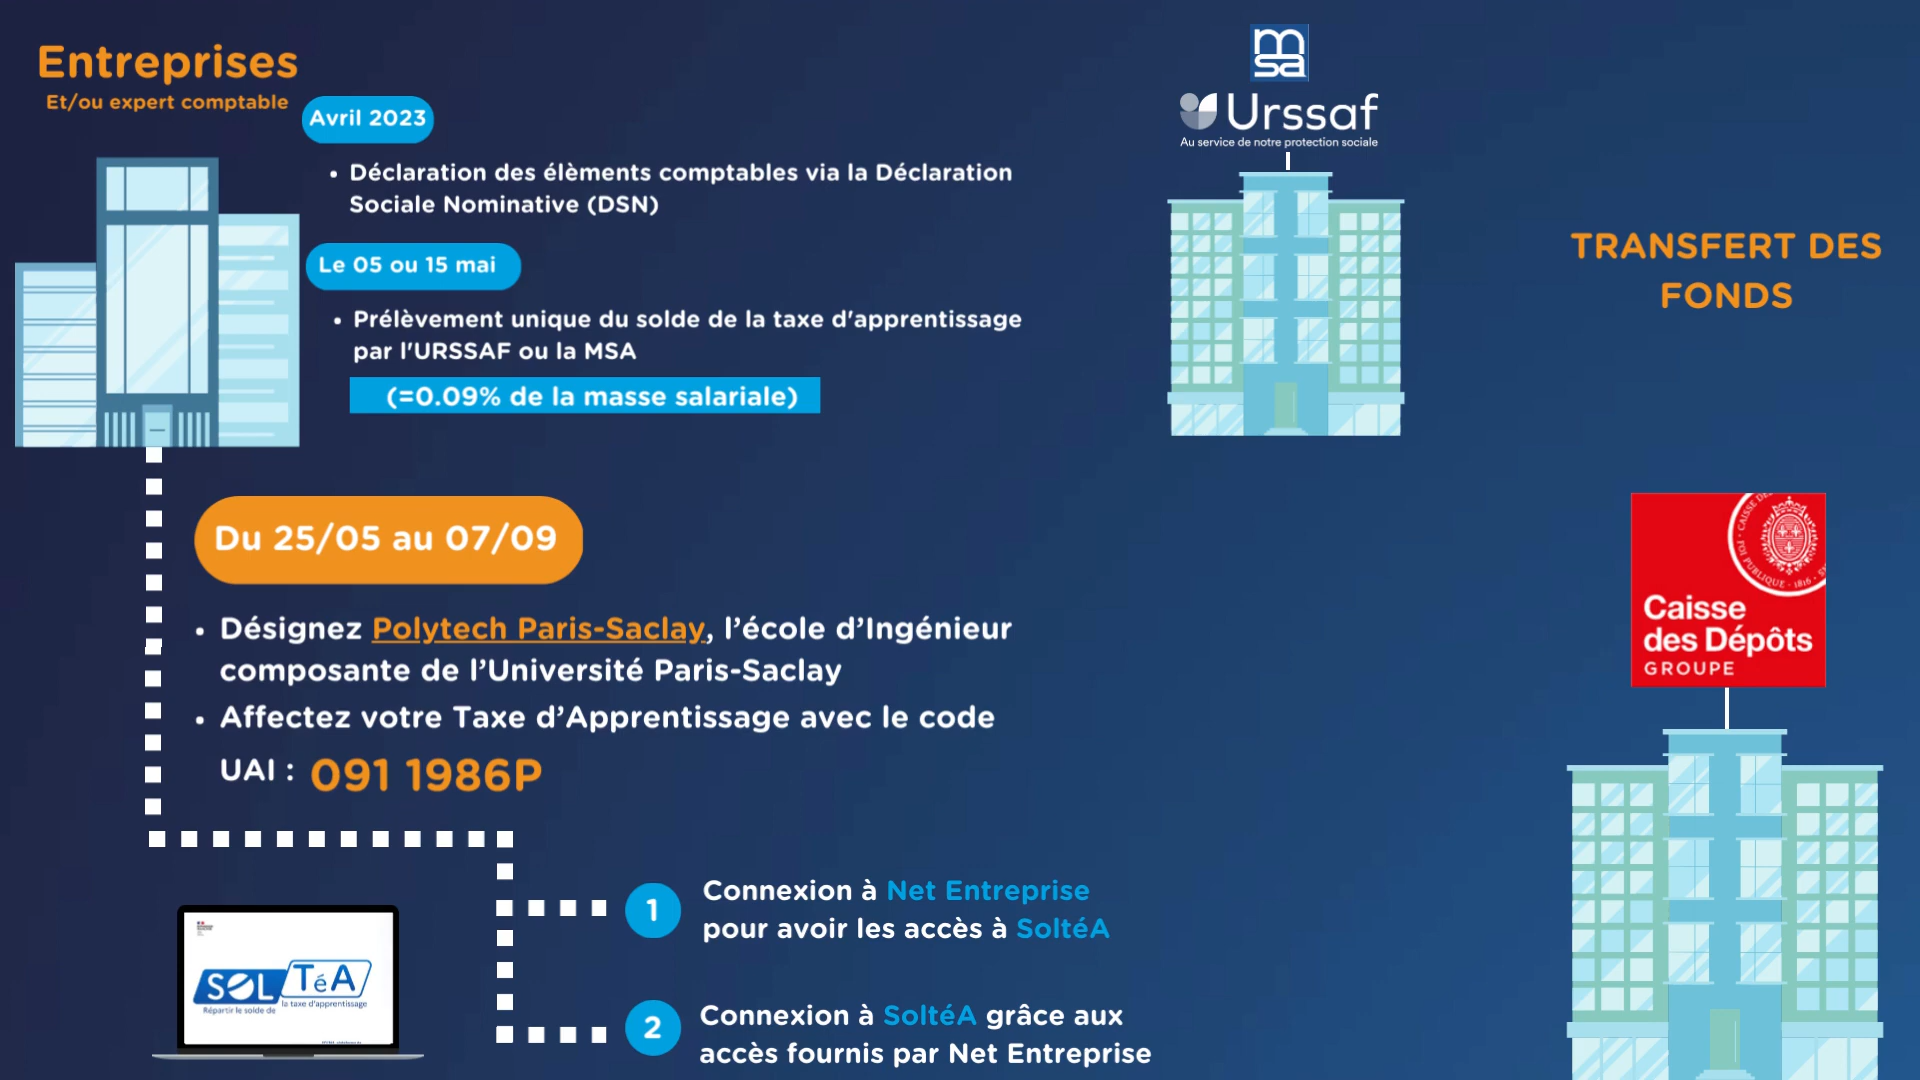 Entreprises
Et/ou expert comptable
Avril 2023
• Déclaration des élèments comptables via la Déclaration
Sociale Nominative (DSN)
Le 05 ou 15 mai
• Prélèvement unique du solde de la taxe d'apprentissage
par l'URSSAF ou la MSA
(=0.09% de la masse salariale)
msa
Urssaf
Au service de notre protection sociale
TRANSFERT DES
FONDS
Du 25/05 au 07/09
• Désignez Polytech Paris-Saclay, l’école d’Ingénieur
composante de l’Université Paris-Saclay
• Affectez votre Taxe d’Apprentissage avec le code
UAI : 091 1986P
CAISSE DE
FOI PUBLIQUE - 1816 -
Caisse
des Dépôts
GROUPE
SOLTéA
Répartir le solde de la taxe d'apprentissage
1
Connexion à Net Entreprise
pour avoir les accès à SoltéA
2
Connexion à SoltéA grâce aux
accès fournis par Net Entreprise